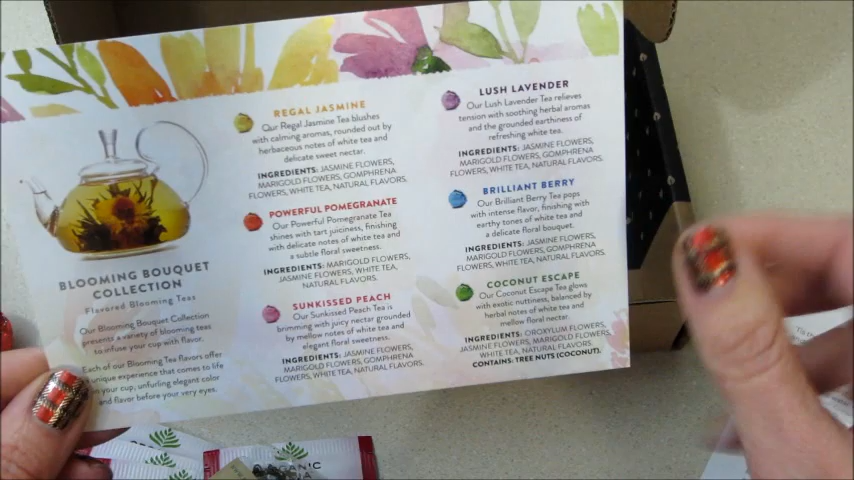 BLOOMING BOUQUET
COLLECTION
Flavored Blooming Teas
Our Blooming Bouquet Collection
presents a variety of blooming teas
to infuse your cup with flavor.
Each of our Blooming Tea flavors offer
unique experience that comes to life
your cup, unfurling elegant color
and flavor before your very eyes.
REGAL JASMINE
Our Regal Jasmine Tea blushes
with calming aromas, rounded out by
herbaceous notes of white tea and
delicate sweet nectar.
INGREDIENTS: JASMINE FLOWERS,
MARIGOLD FLOWERS, GOMPHRENA
FLOWERS, WHITE TEA, NATURAL FLAVORS.
POWERFUL POMEGRANATE
Our Powerful Pomegranate Tea
shines with tart juiciness, finishing
with delicate notes of white tea and
a subtle floral sweetness.
INGREDIENTS: MARIGOLD FLOWERS,
JASMINE FLOWERS, WHITE TEA,
NATURAL FLAVORS.
SUNKISSED PEACH
Our Sunkissed Peach Tea is
brimming with juicy nectar grounded
by mellow notes of white tea and
elegant floral sweetness.
INGREDIENTS: JASMINE FLOWERS,
MARIGOLD FLOWERS, GOMPHRENA
FLOWERS, WHITE TEA, NATURAL FLAVORS.
LUSH LAVENDER
Our Lush Lavender Tea relieves
tension with soothing herbal aromas
and the grounded earthiness of
refreshing white tea.
INGREDIENTS: JASMINE FLOWERS,
MARIGOLD FLOWERS, GOMPHRENA
FLOWERS, WHITE TEA, NATURAL FLAVORS.
BRILLIANT BERRY
Our Brilliant Berry Tea pops
with intense flavor, finishing with
earthy tones of white tea and
a delicate floral bouquet.
INGREDIENTS: JASMINE FLOWERS,
MARIGOLD FLOWERS, GOMPHRENA
FLOWERS, WHITE TEA, NATURAL FLAVORS.
COCONUT ESCAPE
Our Coconut Escape Tea glows
with exotic nuttiness, balanced by
herbal notes of white tea and
mellow floral nectar.
INGREDIENTS: OROXYLUM FLOWERS,
JASMINE FLOWERS, MARIGOLD FLOWERS,
WHITE TEA, NATURAL FLAVORS.
CONTAINS: TREE NUTS (COCONUT).